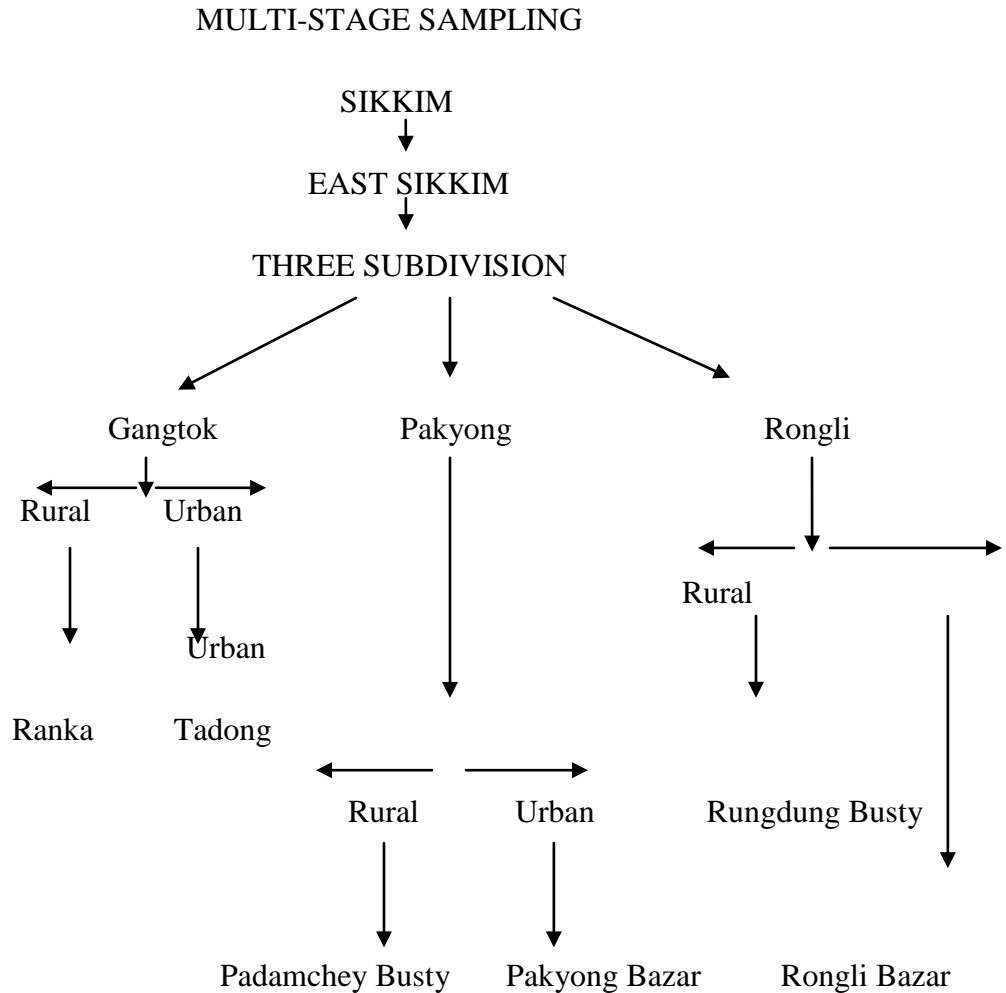 MULTI-STAGE SAMPLING
SIKKIM
EAST SIKKIM
THREE SUBDIVISION
Gangtok Pakyong Rongli
Rural Urban
Rural
Urban
Ranka Tadong
Rural Urban Rungdung Busty
Padamchey Busty Pakyong Bazar Rongli Bazar